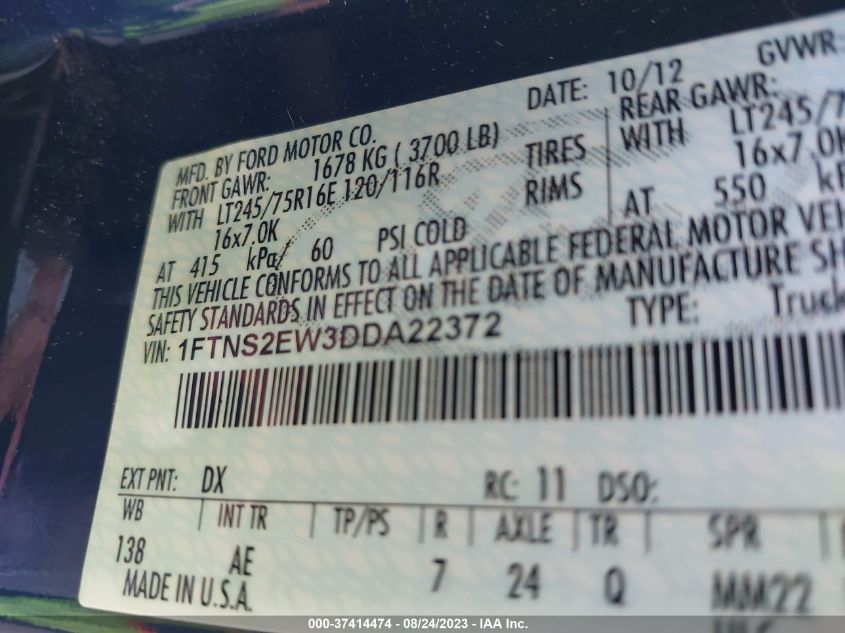 DATE: 10/12 GVWR:
MFD. BY FORD MOTOR CO.
FRONT GAWR: 1678 KG ( 3700 LB) REAR GAWR:
WITH LT245/75R16E 120/116R TIRES WITH LT245/7
16x7.0K RIMS 16x7.0K
AT 415 kPa/ 60 PSI COLD AT 550 kP
THIS VEHICLE CONFORMS TO ALL APPLICABLE FEDERAL MOTOR VEH
SAFETY STANDARDS IN EFFECT ON THE DATE OF MANUFACTURE SH
VIN: 1FTNS2EW3DDA22372 TYPE: Truck
EXT PNT: DX RC: 11 DSO:
WB INT TR TP/PS R AXLE TR SPR
138 AE 7 24 Q MM22
MADE IN U.S.A.
000-37414474 - 08/24/2023 - IAA Inc.